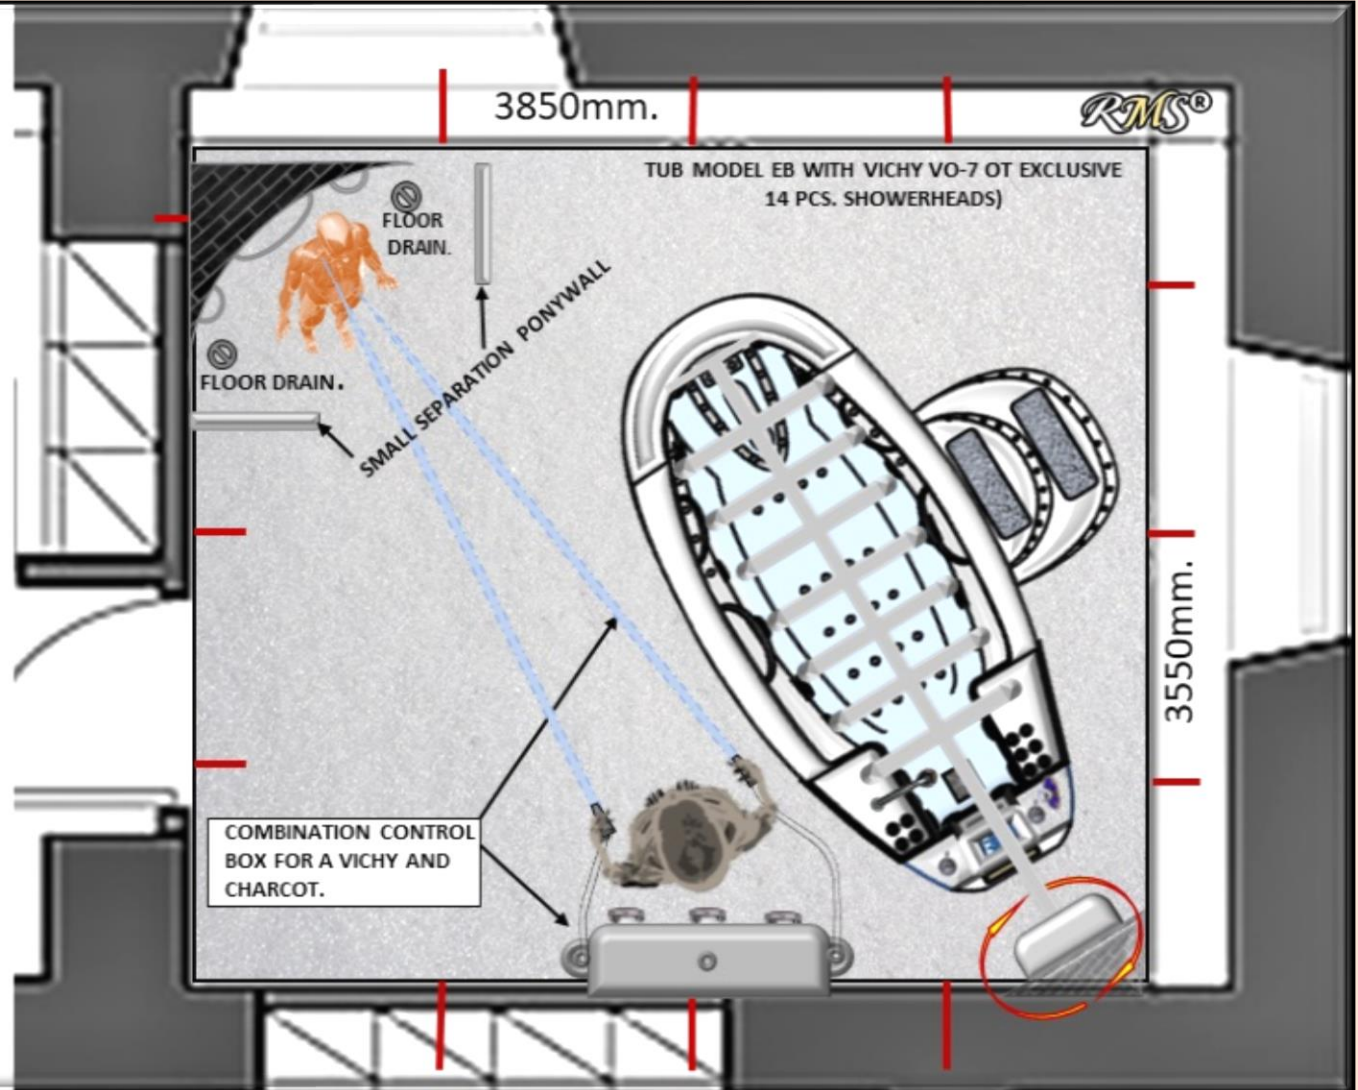 3850mm.
RMS®
TUB MODEL EB WITH VICHY VO-7 OT EXCLUSIVE
14 PCS. SHOWERHEADS)
FLOOR
DRAIN.
SMALL SEPARATION PONYWALL
FLOOR DRAIN.
3550mm.
COMBINATION CONTROL
BOX FOR A VICHY AND
CHARCOT.